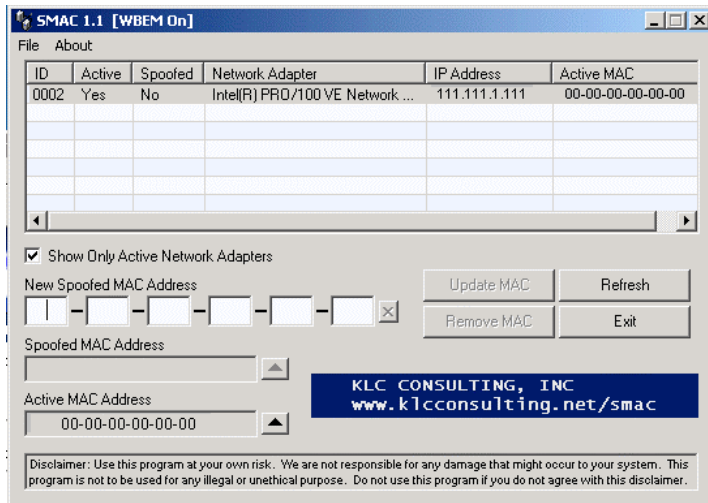 SMAC 1.1 [WBEM On]
File About
ID Active Spoofed Network Adapter IP Address Active MAC
0002 Yes No Intel(R) PRO/100 VE Network ... 111.111.1.111 00-00-00-00-00-00
Show Only Active Network Adapters
New Spoofed MAC Address
Update MAC Refresh
Remove MAC Exit
Spoofed MAC Address
KLC CONSULTING, INC
www.klcconsulting.net/smac
Active MAC Address
00-00-00-00-00-00
Disclaimer: Use this program at your own risk. We are not responsible for any damage that might occur to your system. This
program is not to be used for any illegal or unethical purpose. Do not use this program if you do not agree with this disclaimer.